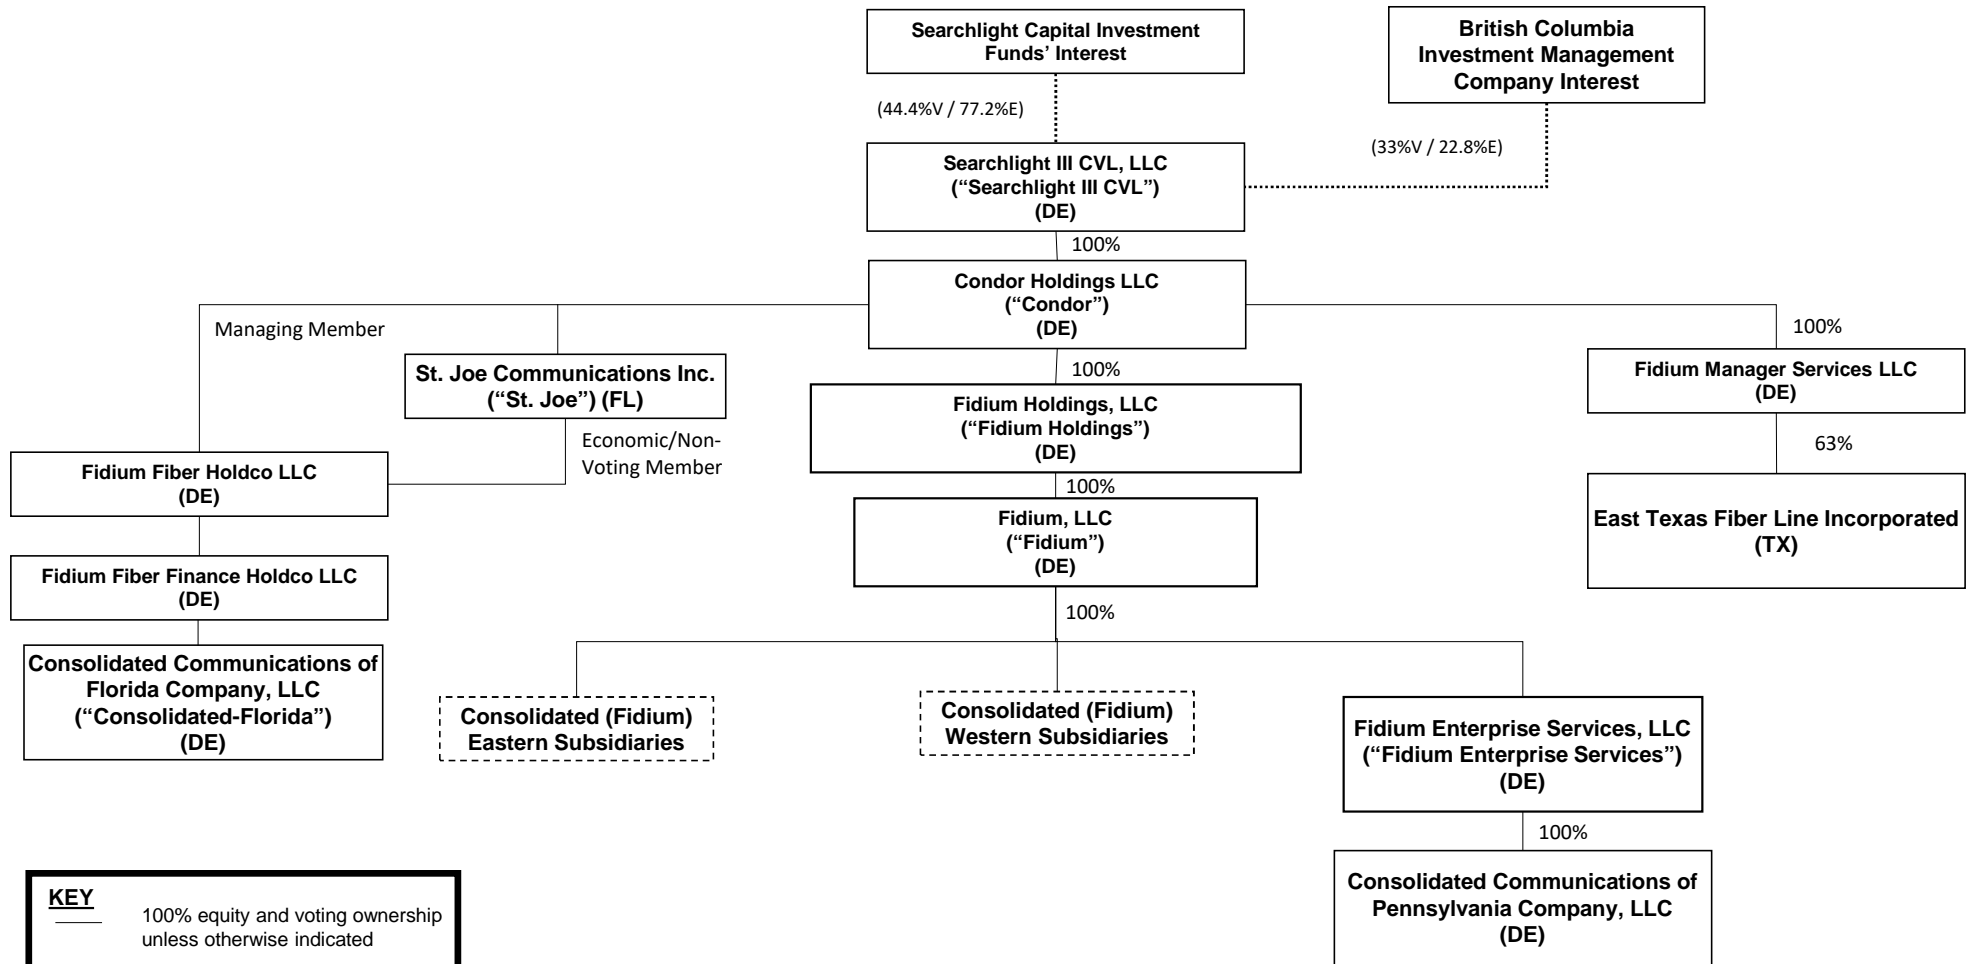 Searchlight Capital Investment
Funds’ Interest
British Columbia
Investment Management
Company Interest
(44.4%V / 77.2%E)
(33%V / 22.8%E)
Searchlight III CVL, LLC
(“Searchlight III CVL”)
(DE)
100%
Condor Holdings LLC
(“Condor”)
(DE)
Managing Member
100%
100%
St. Joe Communications Inc.
(“St. Joe”) (FL)
Fidium Manager Services LLC
(DE)
Fidium Holdings, LLC
(“Fidium Holdings”)
(DE)
Economic/Non-
Voting Member
63%
Fidium Fiber Holdco LLC
(DE)
100%
Fidium, LLC
(“Fidium”)
(DE)
East Texas Fiber Line Incorporated
(TX)
Fidium Fiber Finance Holdco LLC
(DE)
100%
Consolidated Communications of
Florida Company, LLC
(“Consolidated-Florida”)
(DE)
Consolidated (Fidium)
Eastern Subsidiaries
Consolidated (Fidium)
Western Subsidiaries
Fidium Enterprise Services, LLC
(“Fidium Enterprise Services”)
(DE)
100%
Consolidated Communications of
Pennsylvania Company, LLC
(DE)
KEY
100% equity and voting ownership
unless otherwise indicated